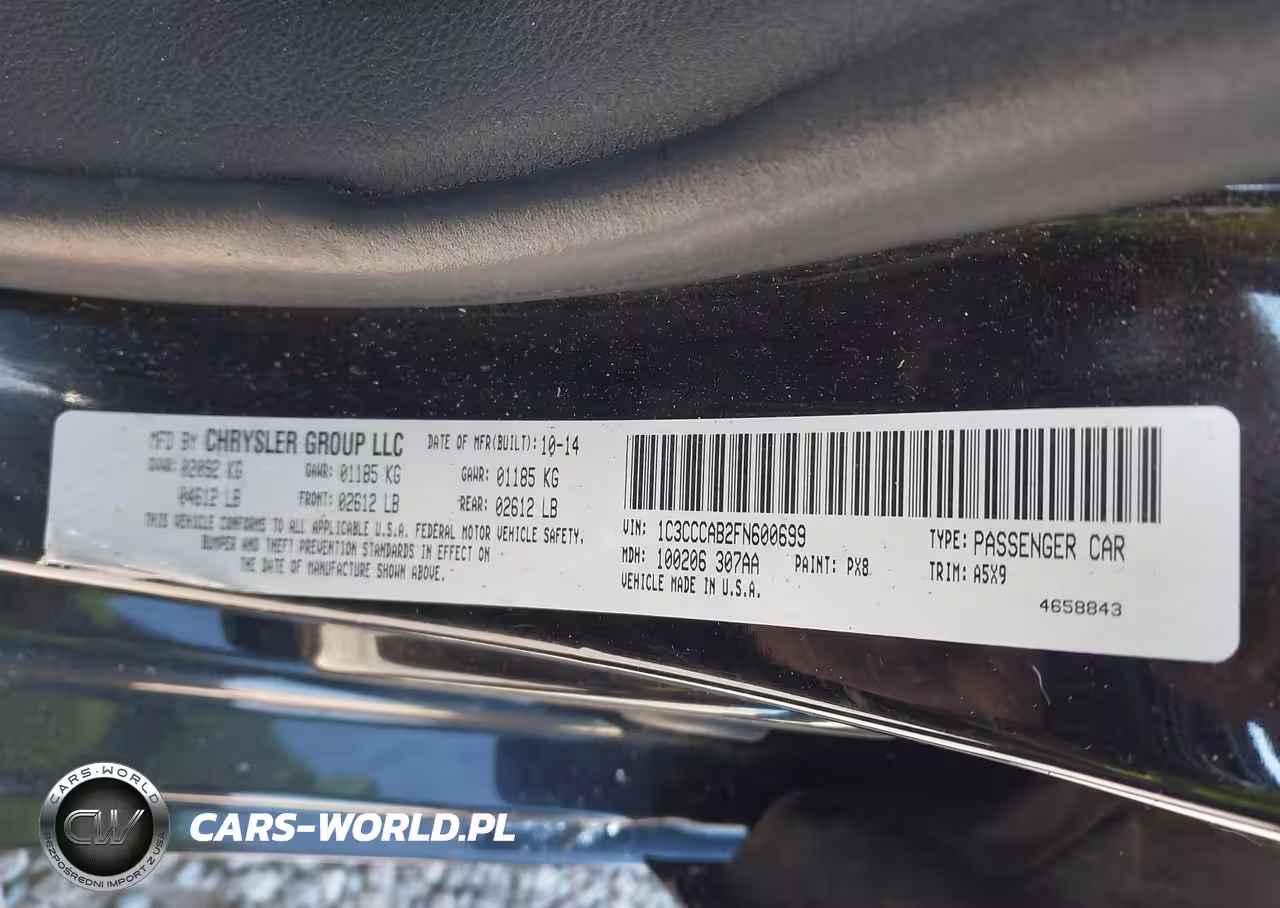 MFD BY CHRYSLER GROUP LLC DATE OF MFR(BUILT): 10-14
GVWR: 02092 KG GAWR: 01185 KG GAWR: 01185 KG
04612 LB FRONT: 02612 LB REAR: 02612 LB
THIS VEHICLE CONFORMS TO ALL APPLICABLE U.S.A. FEDERAL MOTOR VEHICLE SAFETY,
BUMPER AND THEFT PREVENTION STANDARDS IN EFFECT ON
THE DATE OF MANUFACTURE SHOWN ABOVE.
VIN: 1C3CCCAB2FN600699 TYPE: PASSENGER CAR
MDH: 100206 307AA PAINT: PX8 TRIM: A5X9
VEHICLE MADE IN U.S.A.
4658843
CARS-WORLD
CW
BEZPOŚREDNI IMPORT Z USA
CARS-WORLD.PL